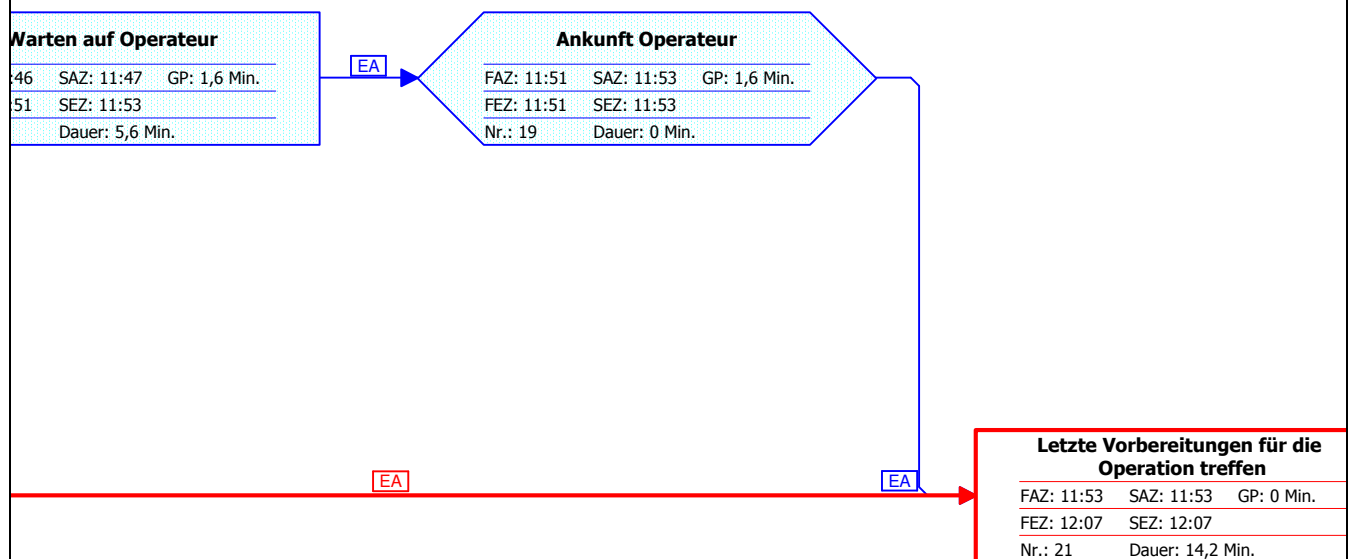 Warten auf Operateur
:46 SAZ: 11:47 GP: 1,6 Min.
:51 SEZ: 11:53
Dauer: 5,6 Min.
EA
Ankunft Operateur
FAZ: 11:51 SAZ: 11:53 GP: 1,6 Min.
FEZ: 11:51 SEZ: 11:53
Nr.: 19 Dauer: 0 Min.
EA
EA
Letzte Vorbereitungen für die
Operation treffen
FAZ: 11:53 SAZ: 11:53 GP: 0 Min.
FEZ: 12:07 SEZ: 12:07
Nr.: 21 Dauer: 14,2 Min.